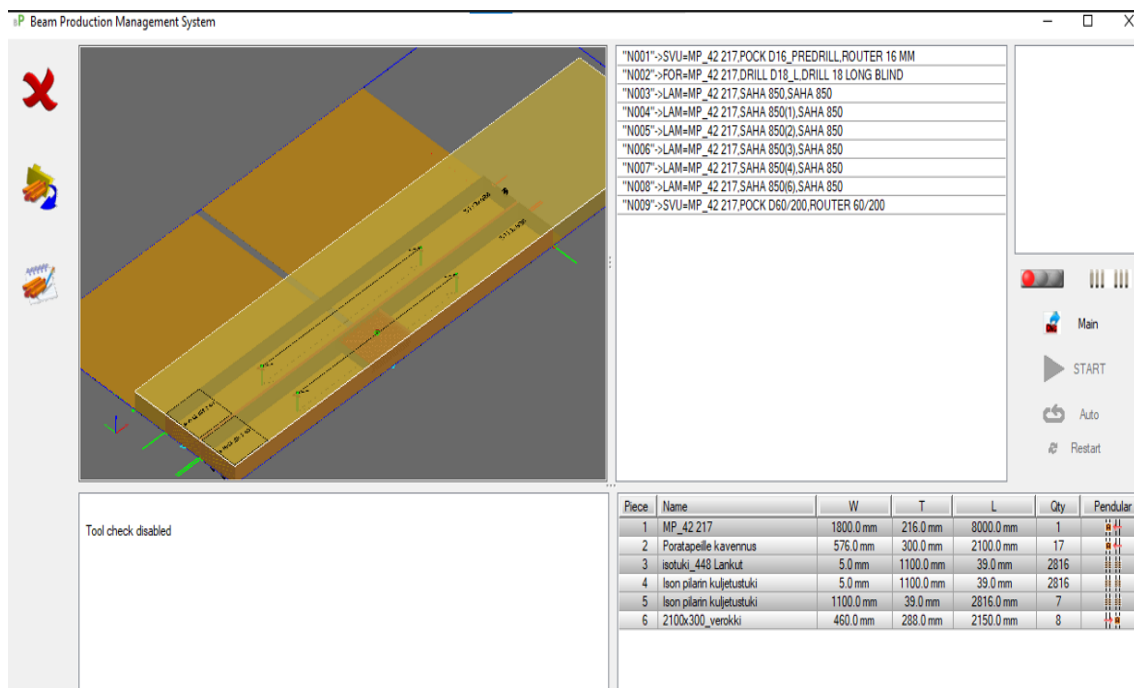 Beam Production Management System
"N001"->SVU=MP_42 217,POCK D16_PREDRILL,ROUTER 16 MM
"N002"->FOR=MP_42 217,DRILL D18_L,DRILL 18 LONG BLIND
"N003"->LAM=MP_42 217,SAHA 850,SAHA 850
"N004"->LAM=MP_42 217,SAHA 850(1),SAHA 850
"N005"->LAM=MP_42 217,SAHA 850(2),SAHA 850
"N006"->LAM=MP_42 217,SAHA 850(3),SAHA 850
"N007"->LAM=MP_42 217,SAHA 850(4),SAHA 850
"N008"->LAM=MP_42 217,SAHA 850(6),SAHA 850
"N009"->SVU=MP_42 217,POCK D60/200,ROUTER 60/200
Main
START
Auto
Restart
Tool check disabled
Piece Name W T L Qty Pendular
1 MP_42 217 1800.0 mm 216.0 mm 8000.0 mm 1
2 Poratapeille kavennus 576.0 mm 300.0 mm 2100.0 mm 17
3 isotuki_448 Lankut 5.0 mm 1100.0 mm 39.0 mm 2816
4 Ison pilarin kuljetustuki 5.0 mm 1100.0 mm 39.0 mm 2816
5 Ison pilarin kuljetustuki 1100.0 mm 39.0 mm 2816.0 mm 7
6 2100x300_verokki 460.0 mm 288.0 mm 2150.0 mm 8